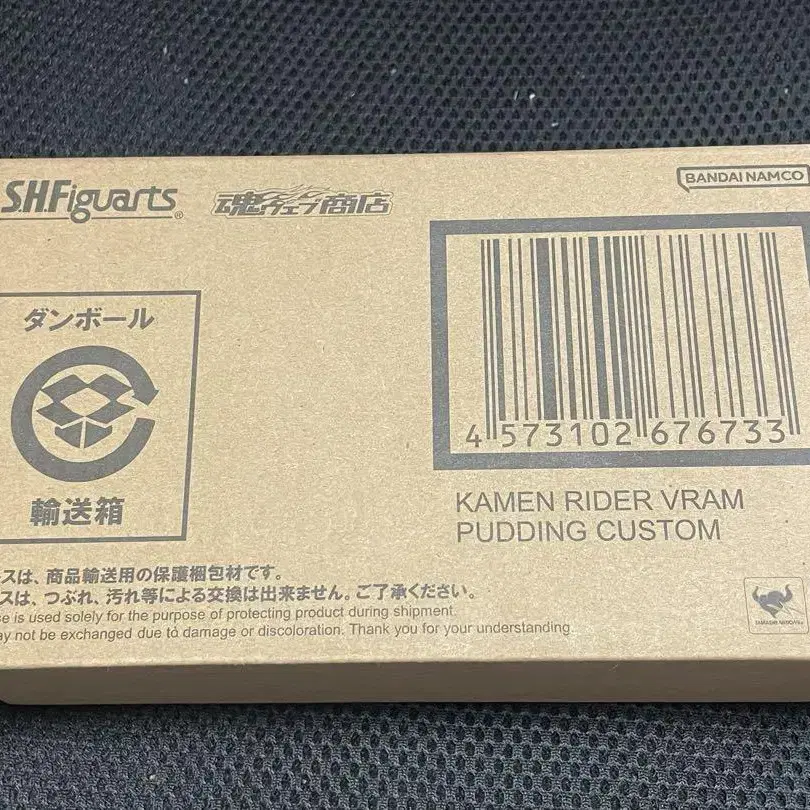 S.H.Figuarts®
魂ウェブ商店
BANDAI NAMCO
ダンボール
輸送箱
4 573102 676733
KAMEN RIDER VRAM
PUDDING CUSTOM
スは、商品輸送用の保護梱包材です。
スは、つぶれ、汚れ等による交換は出来ません。ご了承ください。
is used solely for the purpose of protecting product during shipment.
may not be exchanged due to damage or discoloration. Thank you for your understanding.
TAMASHII NATIONS